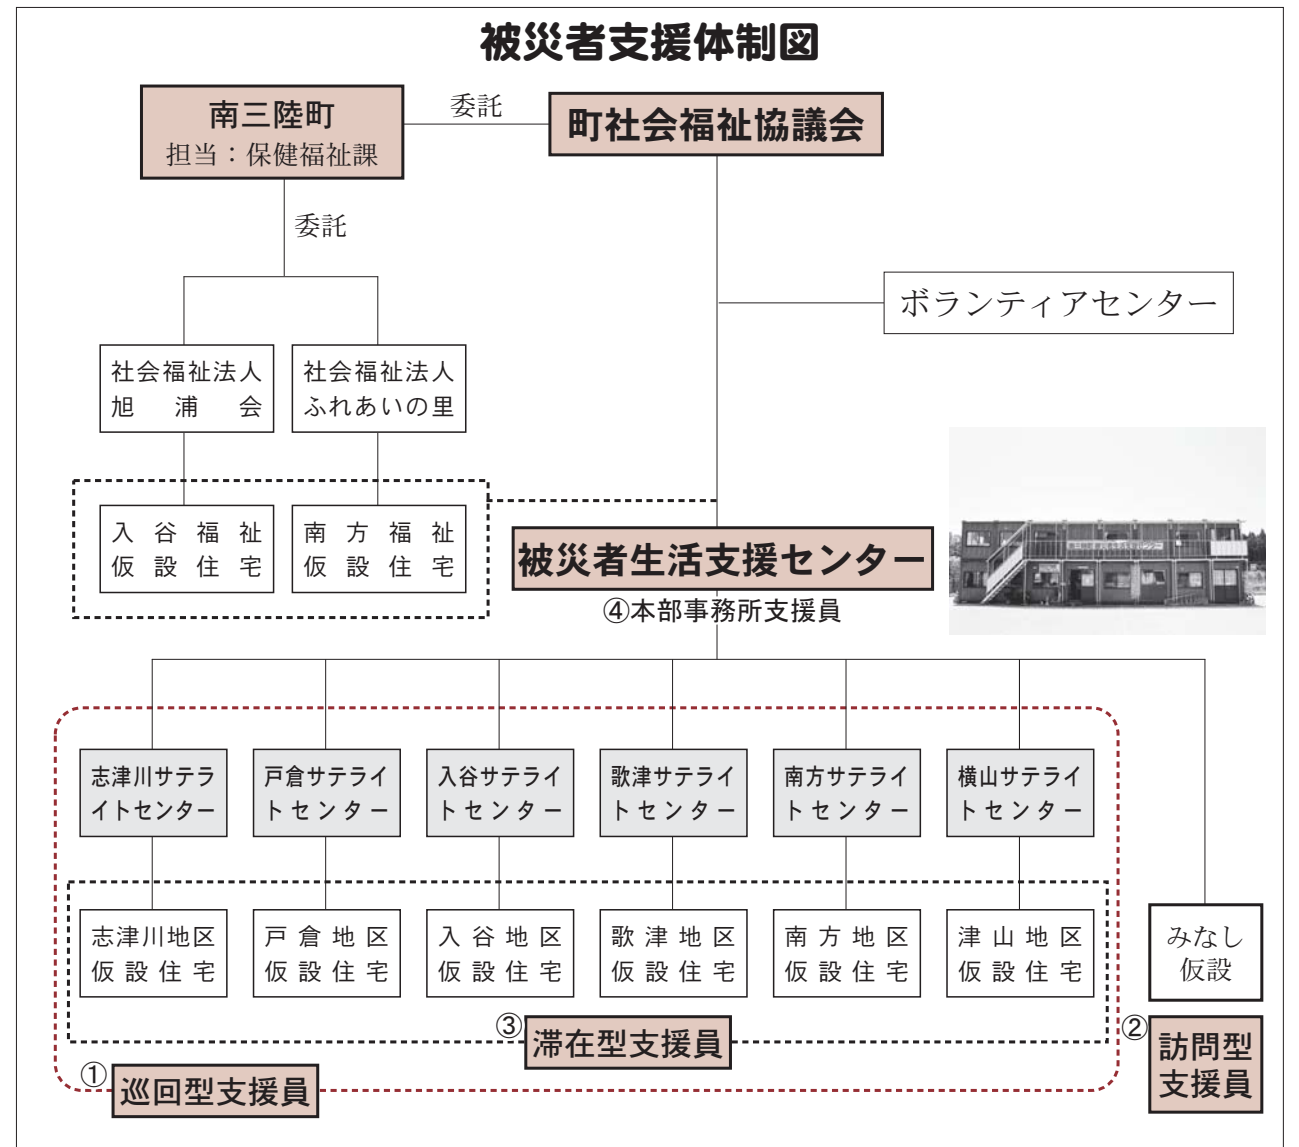 被災者支援体制図
南三陸町
担当：保健福祉課
委託
町社会福祉協議会
委託
ボランティアセンター
社会福祉法人
旭浦会
社会福祉法人
ふれあいの里
入谷福祉
仮設住宅
南方福祉
仮設住宅
被災者生活支援センター
④本部事務所支援員
志津川サテラ
イトセンター
戸倉サテライ
トセンター
入谷サテライ
トセンター
歌津サテライ
トセンター
南方サテライ
トセンター
横山サテライ
トセンター
志津川地区
仮設住宅
戸倉地区
仮設住宅
入谷地区
仮設住宅
歌津地区
仮設住宅
南方地区
仮設住宅
津山地区
仮設住宅
みなし
仮設
③
滞在型支援員
②
訪問型
支援員
①
巡回型支援員